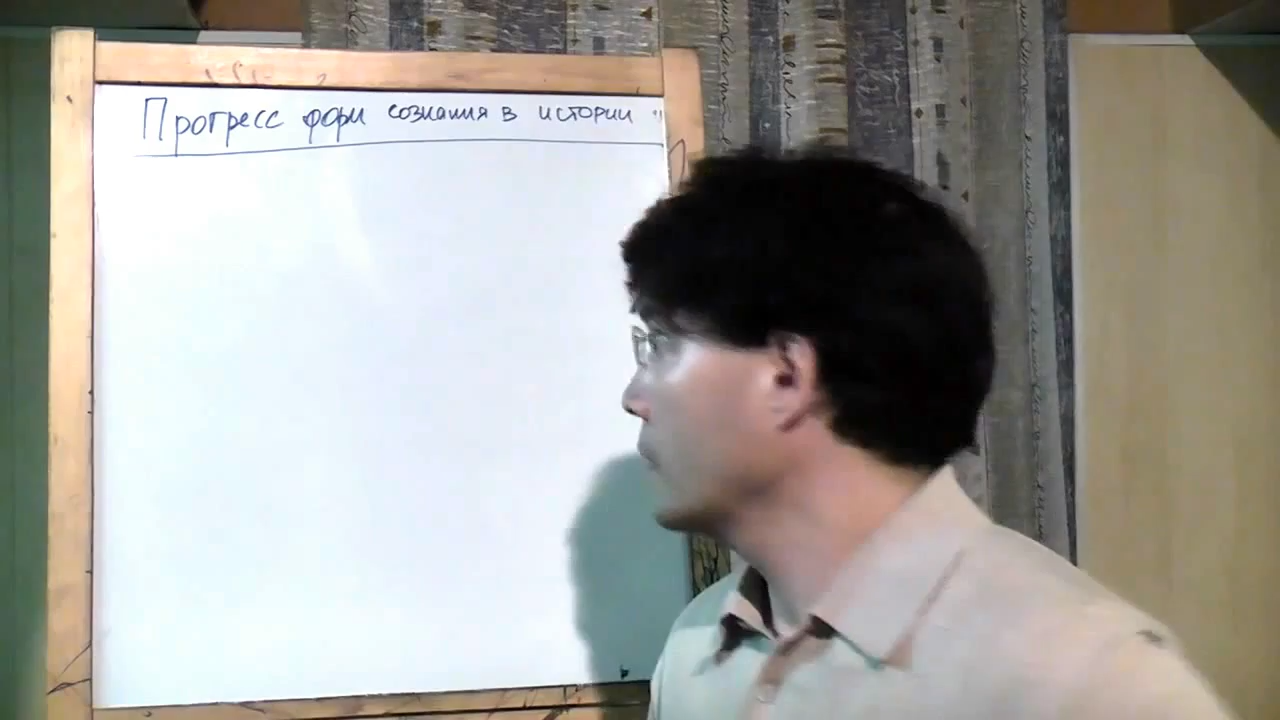 Прогресс форм сознания в истории "